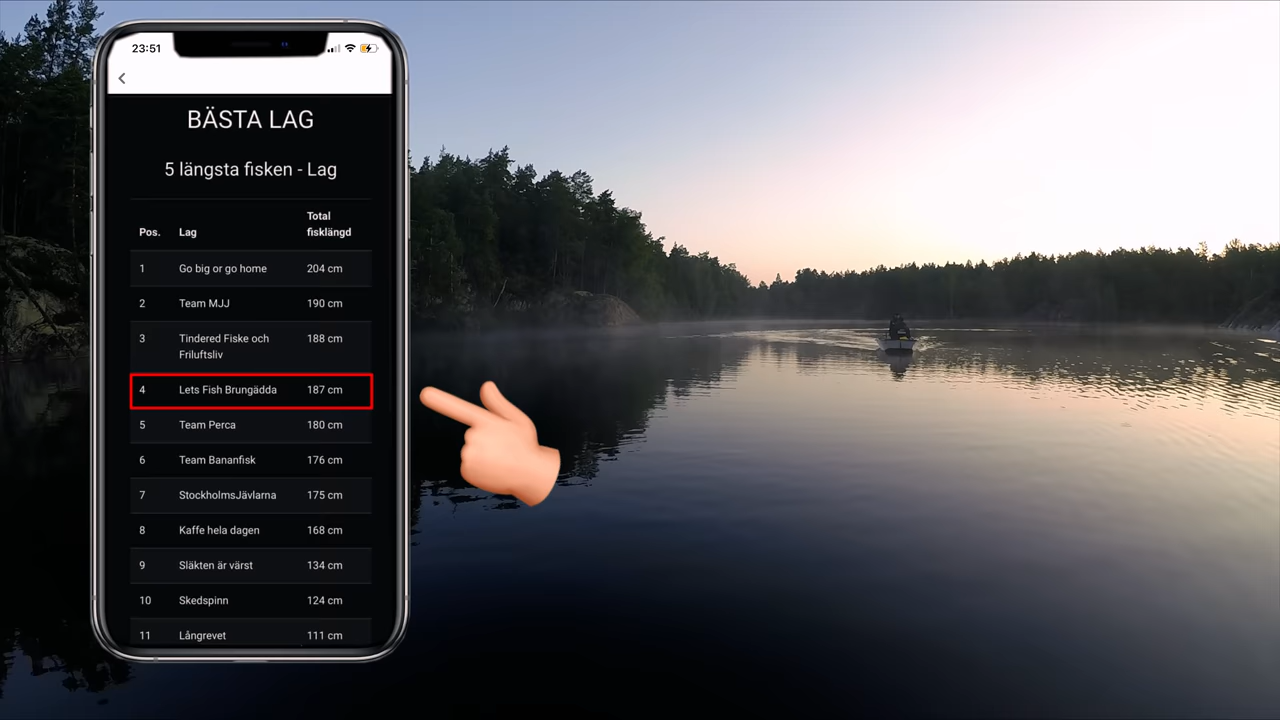 23:51
BÄSTA LAG
5 längsta fisken - Lag
Pos. Lag Total fisklängd
1 Go big or go home 204 cm
2 Team MJJ 190 cm
3 Tindered Fiske och Friluftsliv 188 cm
4 Lets Fish Brungädda 187 cm
5 Team Perca 180 cm
6 Team Bananfisk 176 cm
7 StockholmsJävlarna 175 cm
8 Kaffe hela dagen 168 cm
9 Släkten är värst 134 cm
10 Skedspinn 124 cm
11 Långrevet 111 cm